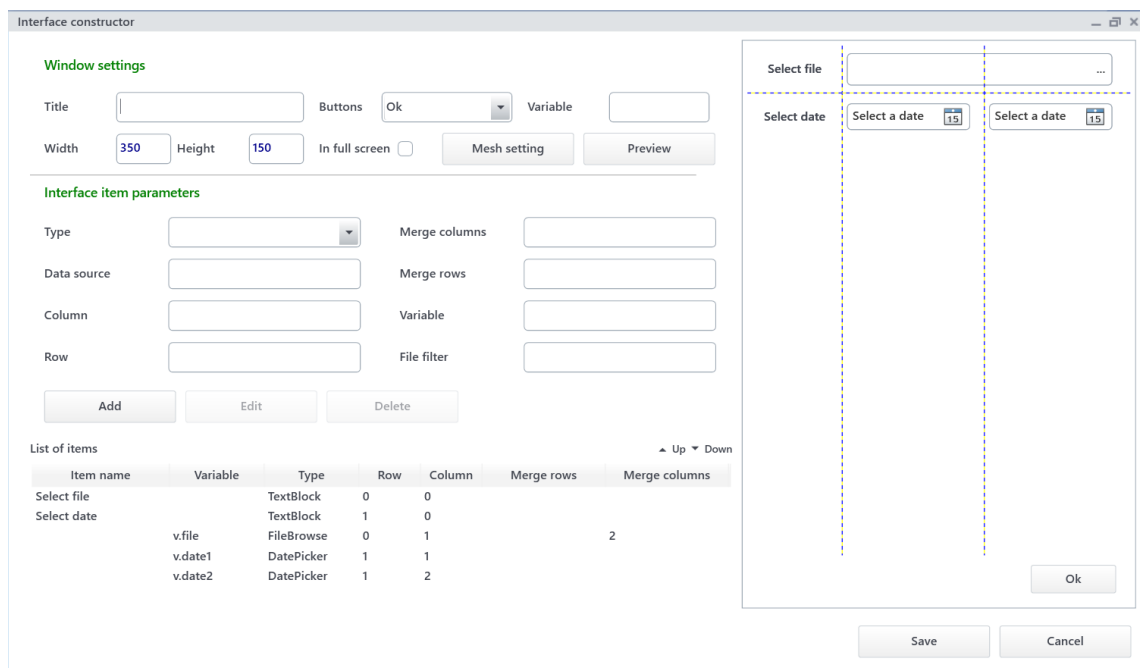 Interface constructor
Window settings
Title Buttons Ok Variable
Width 350 Height 150 In full screen Mesh setting Preview
Interface item parameters
Type Merge columns
Data source Merge rows
Column Variable
Row File filter
Add Edit Delete
List of items Up Down
Item name Variable Type Row Column Merge rows Merge columns
Select file TextBlock 0 0
Select date TextBlock 1 0
v.file FileBrowse 0 1 2
v.date1 DatePicker 1 1
v.date2 DatePicker 1 2
Select file ...
Select date Select a date 15 Select a date 15
Ok
Save Cancel